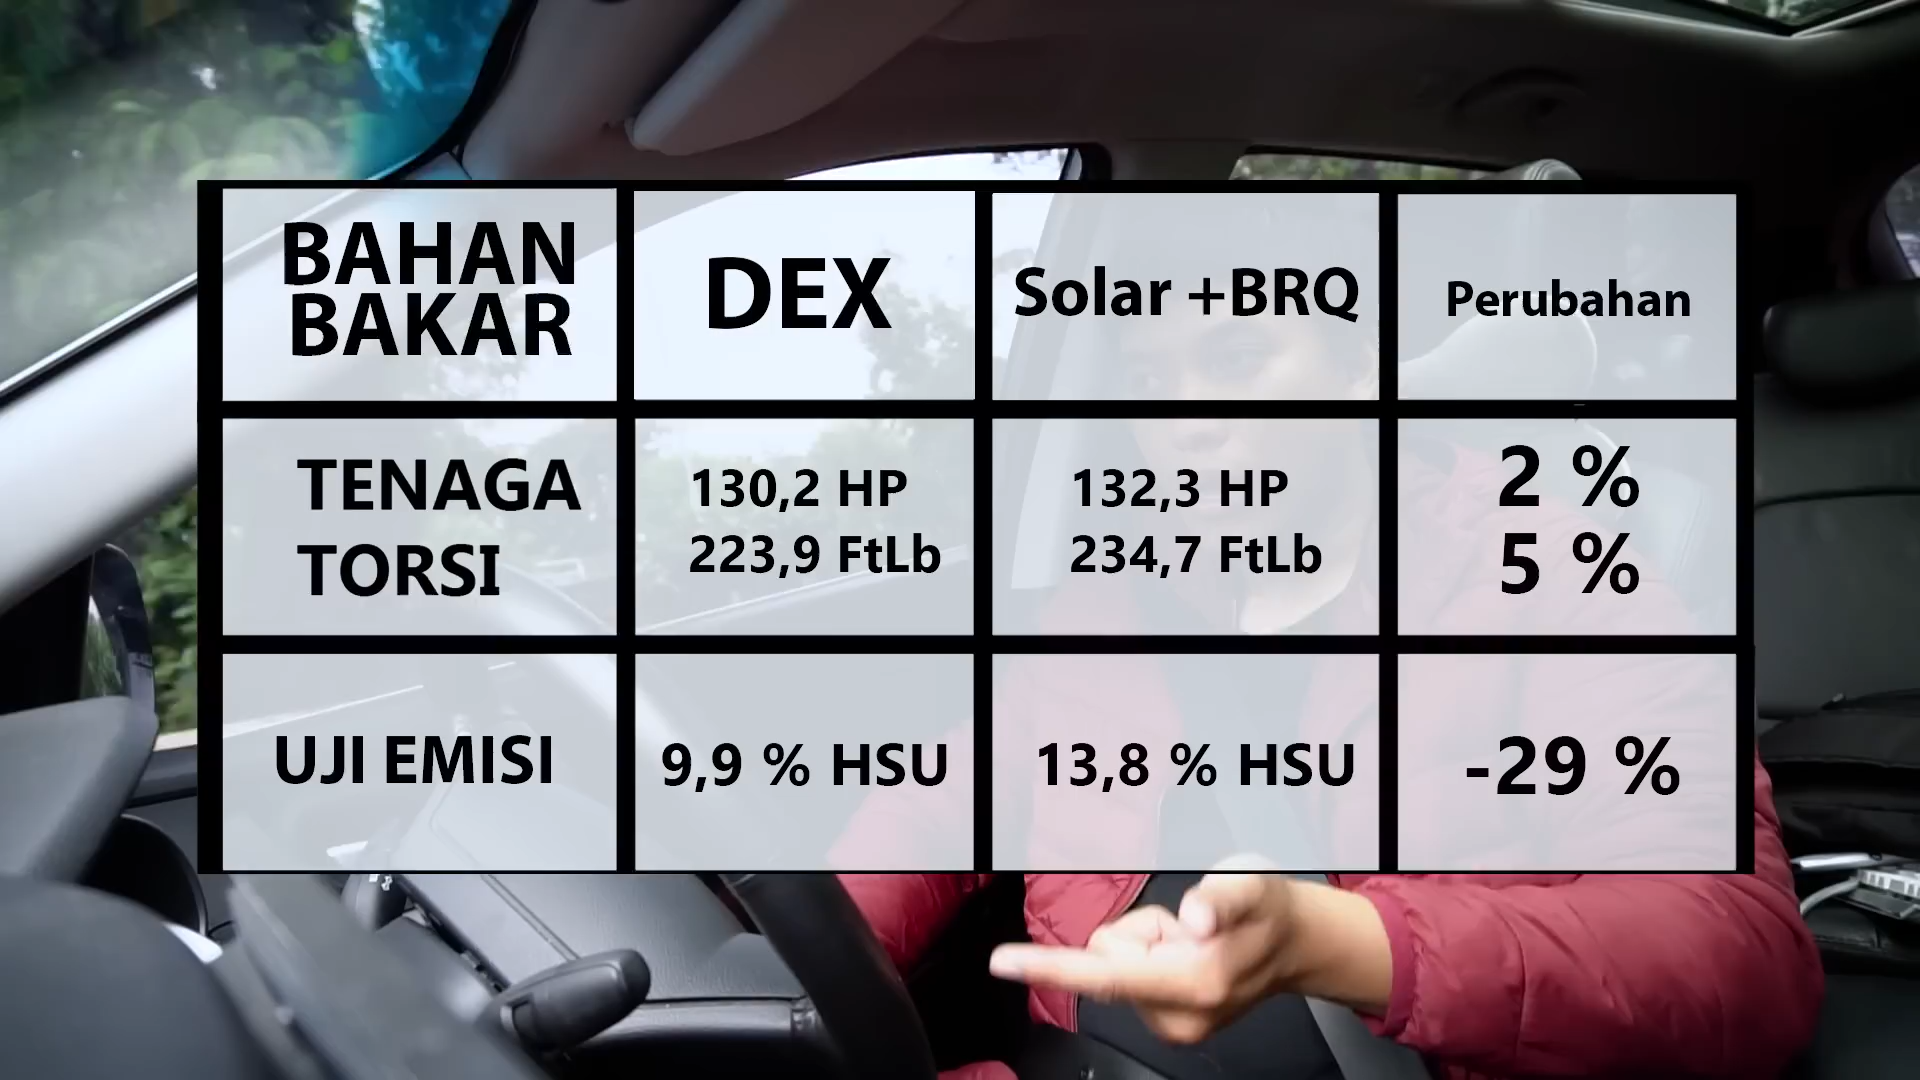 BAHAN
BAKAR
DEX
Solar +BRQ
Perubahan
TENAGA
TORSI
130,2 HP
223,9 FtLb
132,3 HP
234,7 FtLb
2 %
5 %
UJI EMISI
9,9 % HSU
13,8 % HSU
-29 %